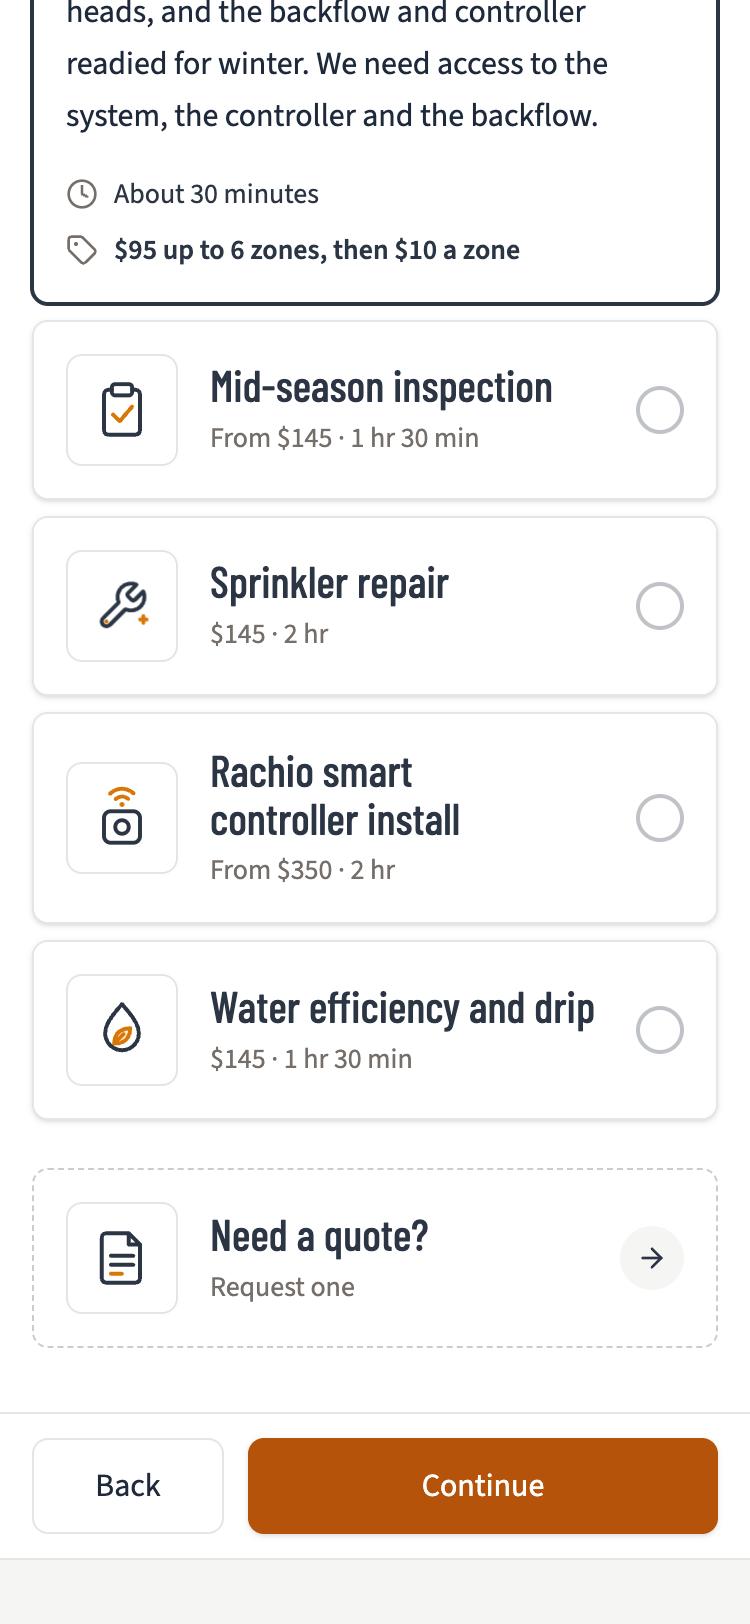 heads, and the backflow and controller
readied for winter. We need access to the
system, the controller and the backflow.
About 30 minutes
$95 up to 6 zones, then $10 a zone
Mid-season inspection
From $145 · 1 hr 30 min
Sprinkler repair
$145 · 2 hr
Rachio smart
controller install
From $350 · 2 hr
Water efficiency and drip
$145 · 1 hr 30 min
Need a quote?
Request one
Back
Continue